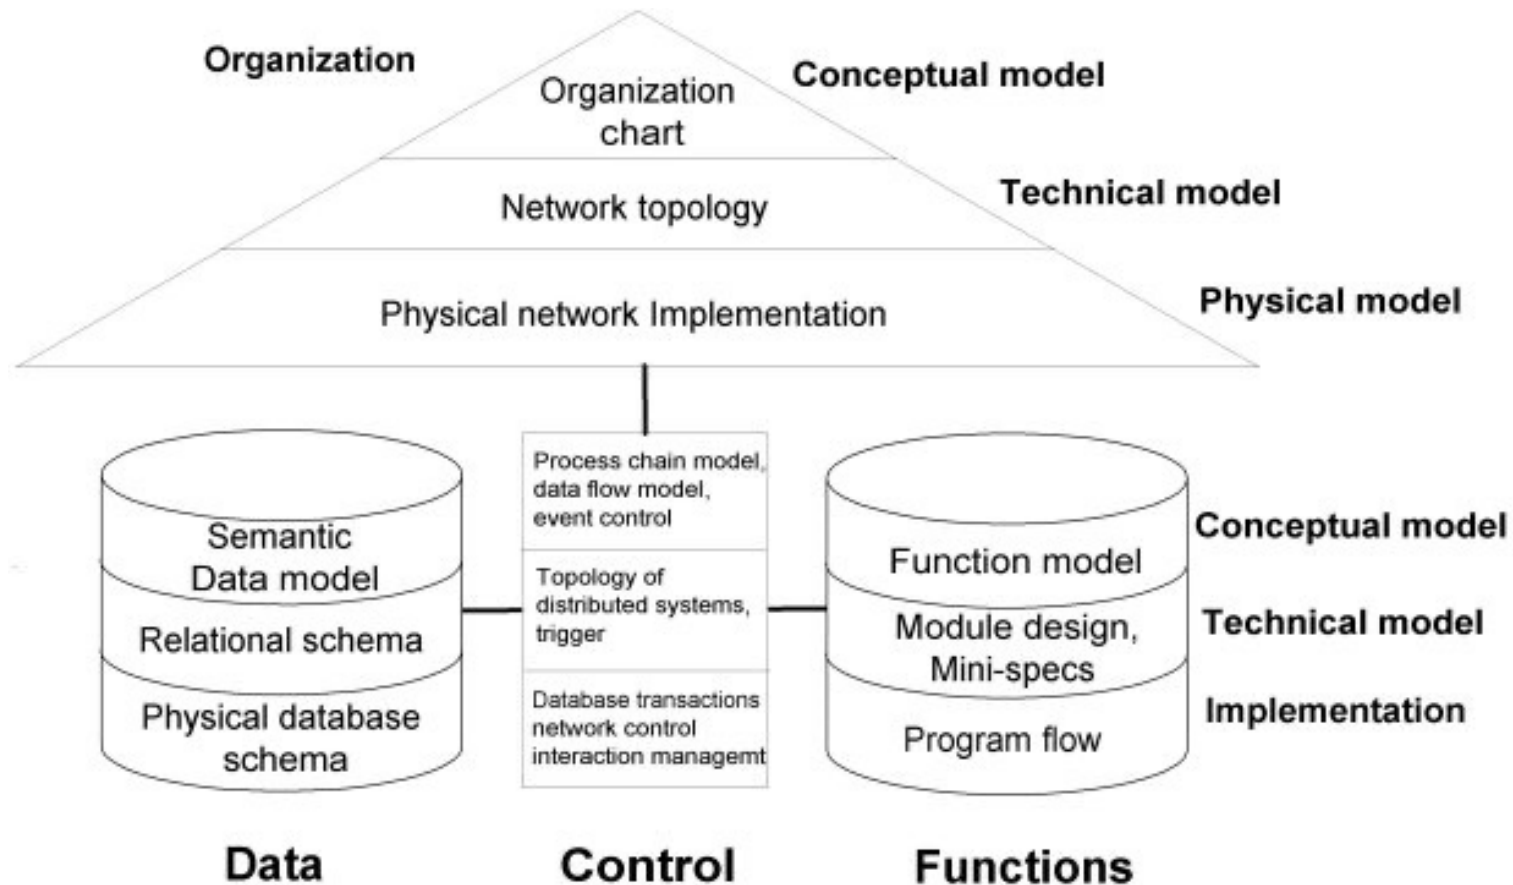 Organization
Conceptual model
Organization
chart
Technical model
Network topology
Physical model
Physical network Implementation
Semantic
Data model
Relational schema
Physical database
schema
Process chain model,
data flow model,
event control
Topology of
distributed systems,
trigger
Database transactions
network control
interaction managemt
Function model
Module design,
Mini-specs
Program flow
Conceptual model
Technical model
Implementation
Data
Control
Functions